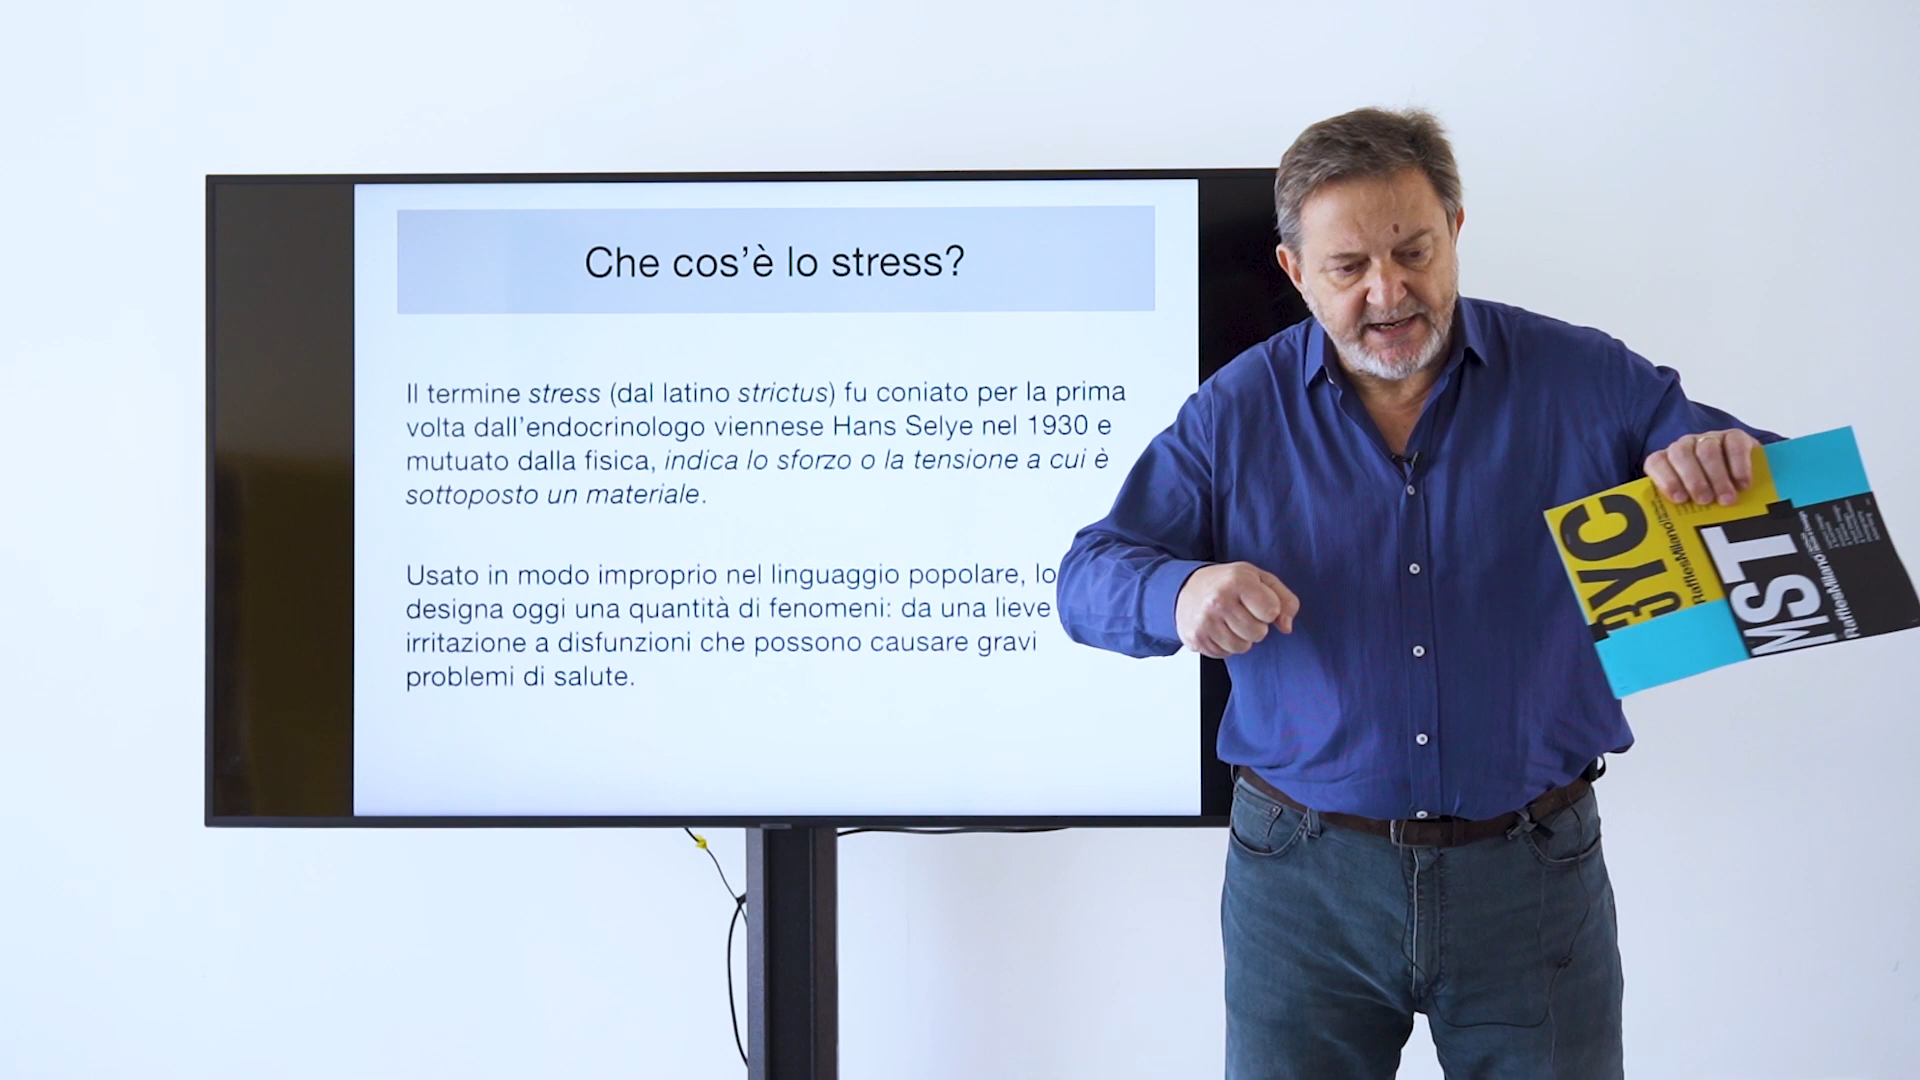 Che cos'è lo stress?
Il termine stress (dal latino strictus) fu coniato per la prima
volta dall'endocrinologo viennese Hans Selye nel 1930 e
mutuato dalla fisica, indica lo sforzo o la tensione a cui è
sottoposto un materiale.
Usato in modo improprio nel linguaggio popolare, lo
designa oggi una quantità di fenomeni: da una lieve
irritazione a disfunzioni che possono causare gravi
problemi di salute.
RafflesMilano
MST
RafflesMilano